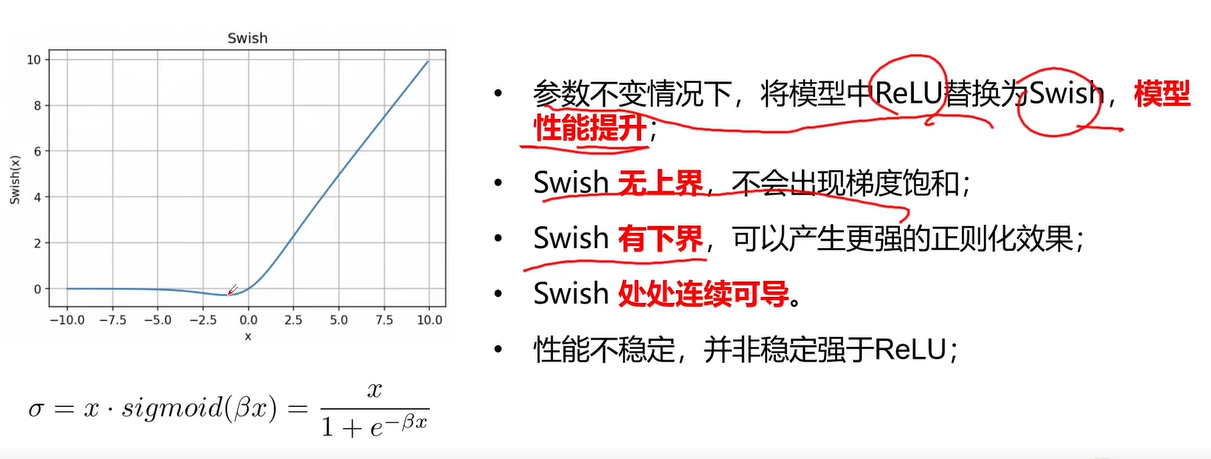 Swish
10
8
6
4
2
0
Swish(x)
−10.0 −7.5 −5.0 −2.5 0.0 2.5 5.0 7.5 10.0
x
σ = x · sigmoid(βx) = x / (1 + e^{−βx})
• 参数不变情况下，将模型中ReLU替换为Swish，模型
性能提升；
• Swish 无上界，不会出现梯度饱和；
• Swish 有下界，可以产生更强的正则化效果；
• Swish 处处连续可导。
• 性能不稳定，并非稳定强于ReLU；